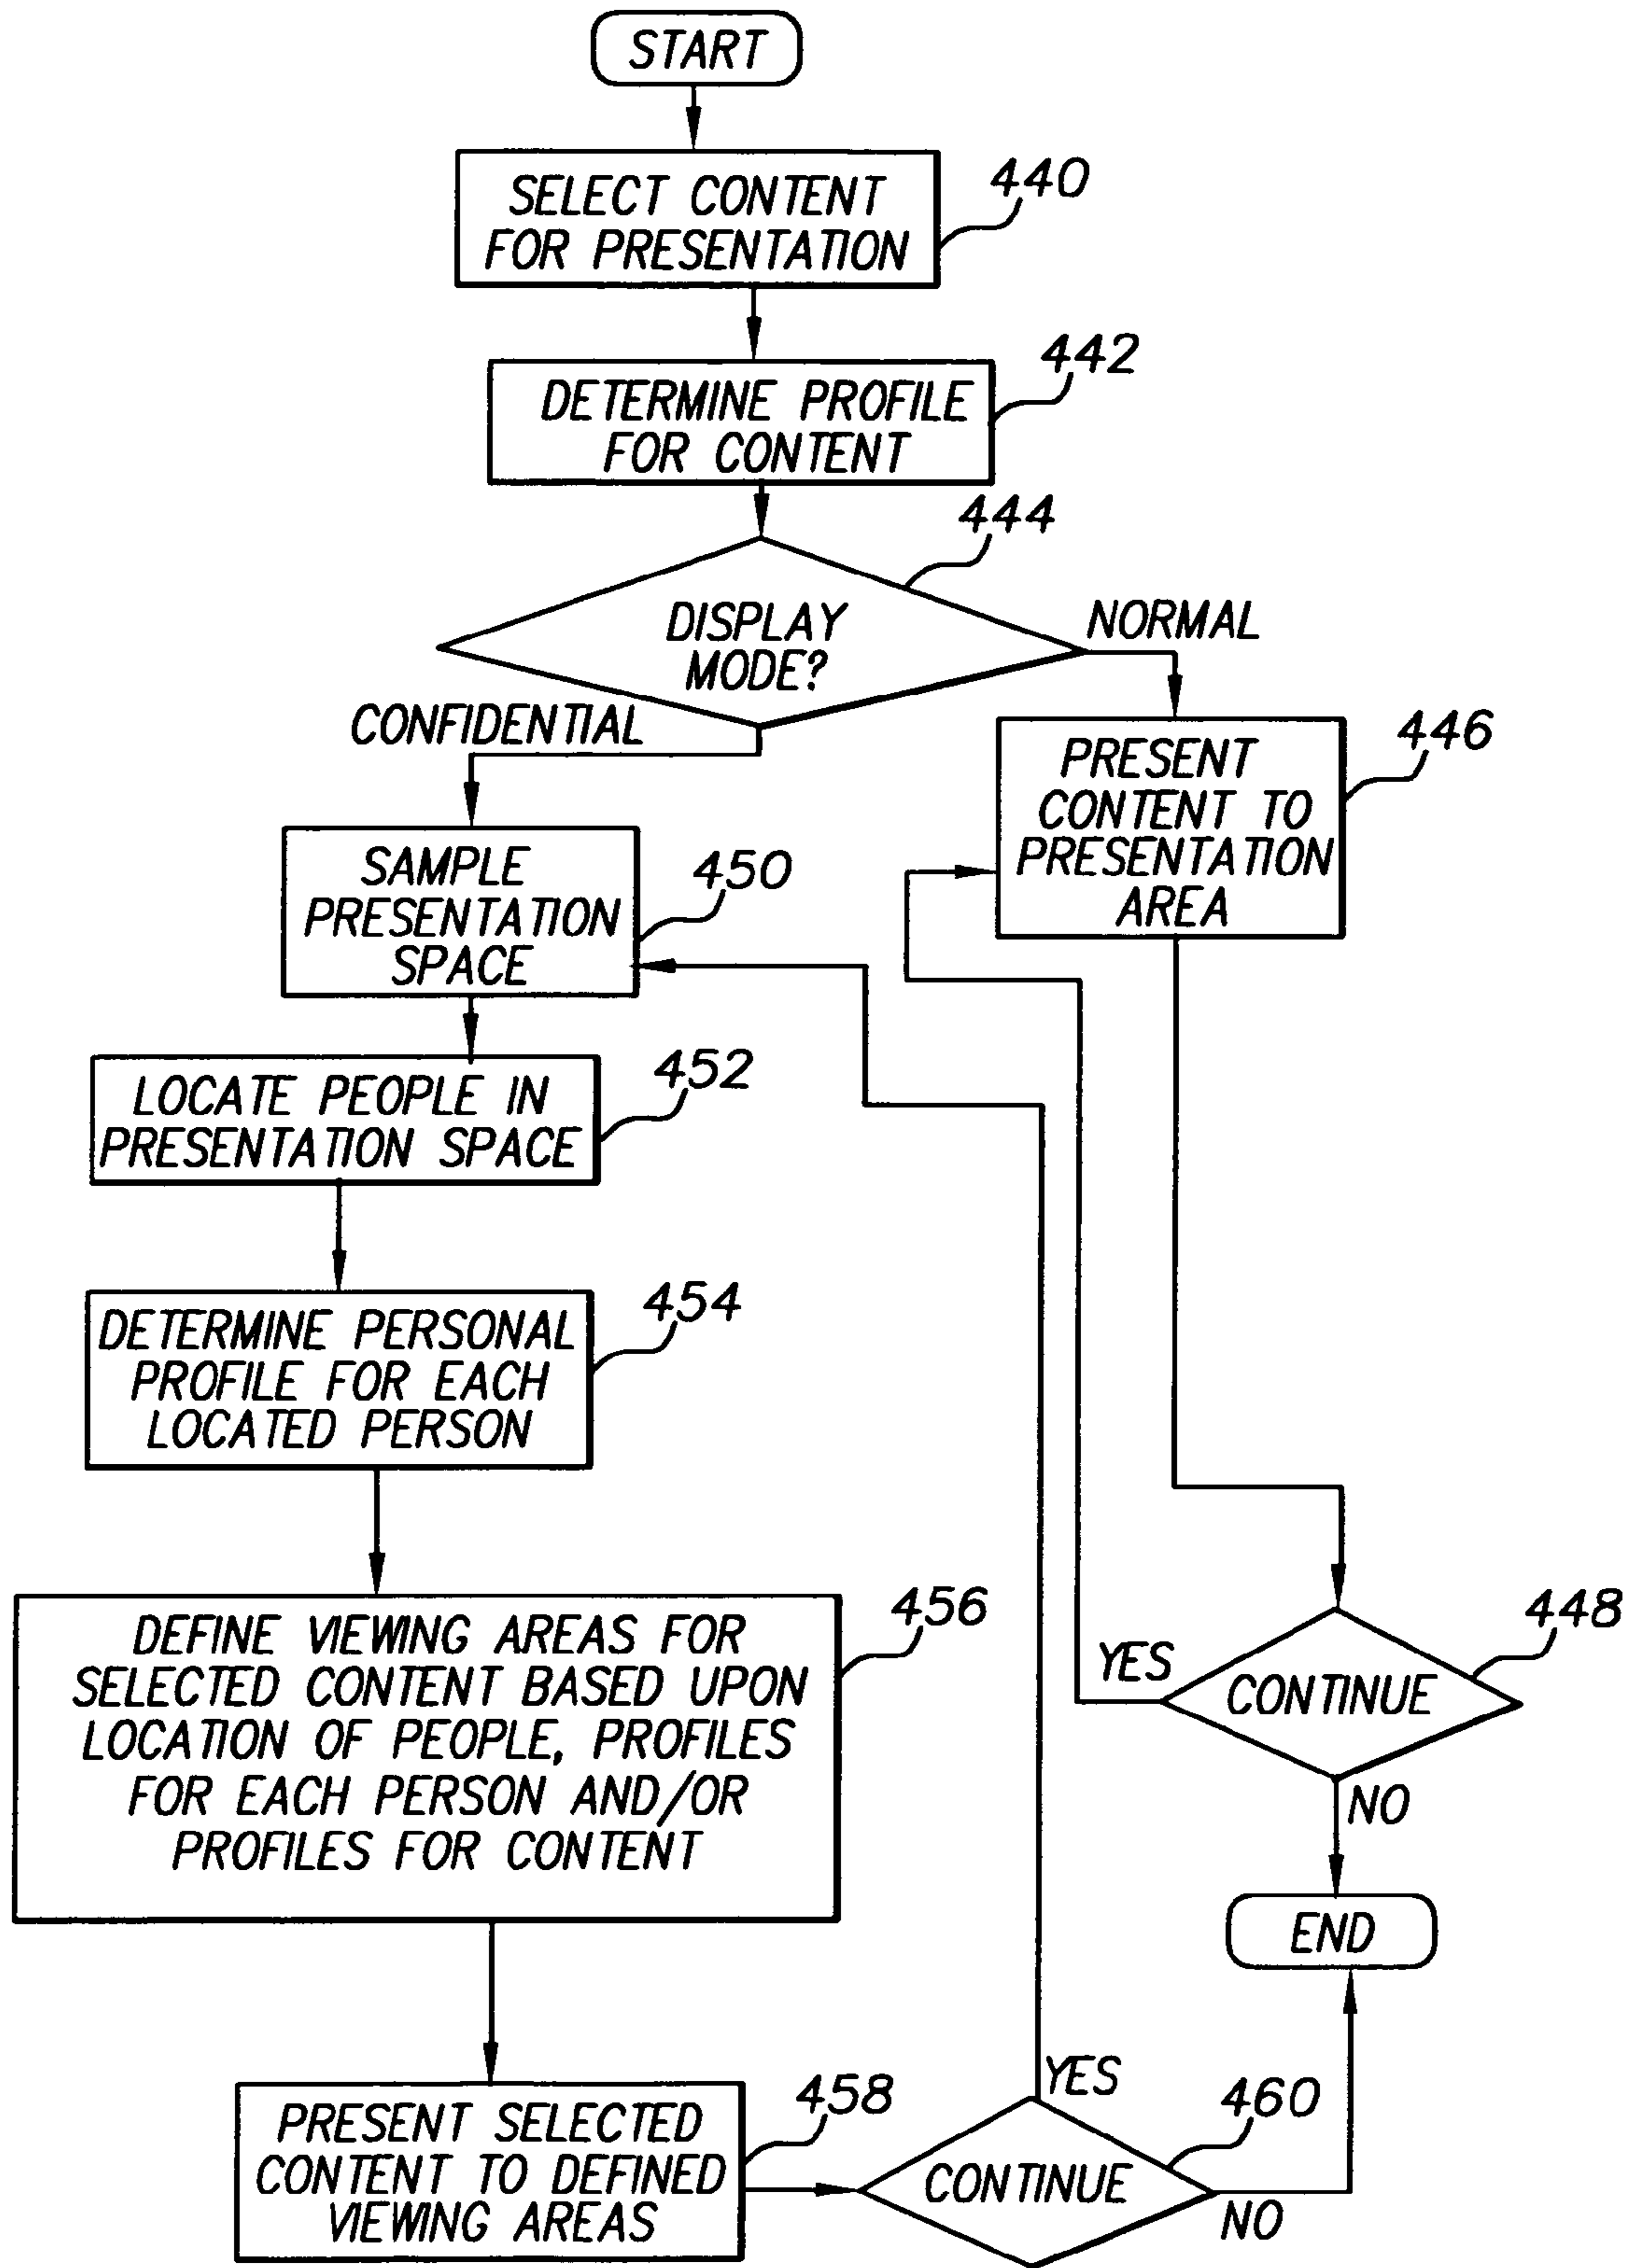 START
SELECT CONTENT
FOR PRESENTATION
440
DETERMINE PROFILE
FOR CONTENT
442
444
DISPLAY
MODE?
NORMAL
CONFIDENTIAL
PRESENT
CONTENT TO
PRESENTATION
AREA
446
SAMPLE
PRESENTATION
SPACE
450
LOCATE PEOPLE IN
PRESENTATION SPACE
452
DETERMINE PERSONAL
PROFILE FOR EACH
LOCATED PERSON
454
DEFINE VIEWING AREAS FOR
SELECTED CONTENT BASED UPON
LOCATION OF PEOPLE, PROFILES
FOR EACH PERSON AND/OR
PROFILES FOR CONTENT
456
448
YES
CONTINUE
NO
END
PRESENT SELECTED
CONTENT TO DEFINED
VIEWING AREAS
458
YES
460
CONTINUE
NO